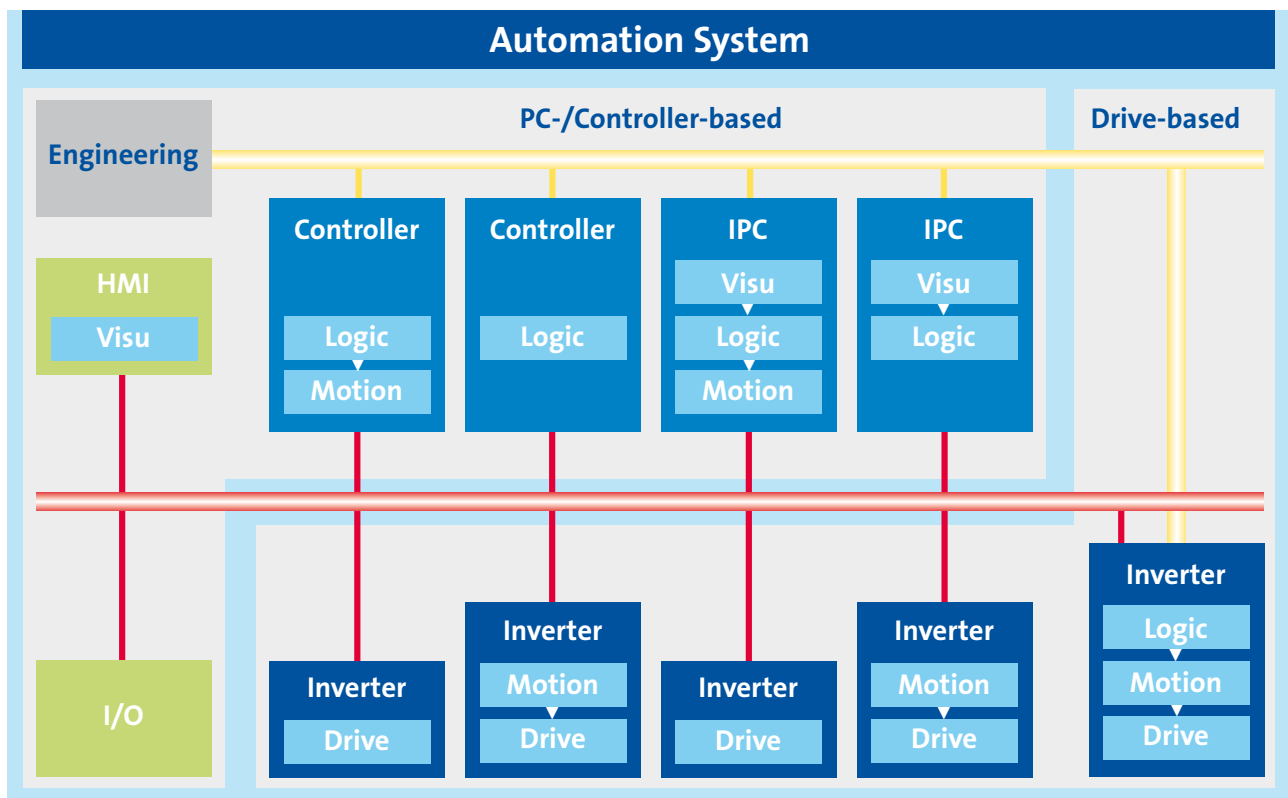 Automation System
PC-/Controller-based
Drive-based
Engineering
HMI
Visu
Controller
Logic
Motion
Controller
Logic
IPC
Visu
Logic
Motion
IPC
Visu
Logic
I/O
Inverter
Drive
Inverter
Motion
Drive
Inverter
Drive
Inverter
Motion
Drive
Inverter
Logic
Motion
Drive